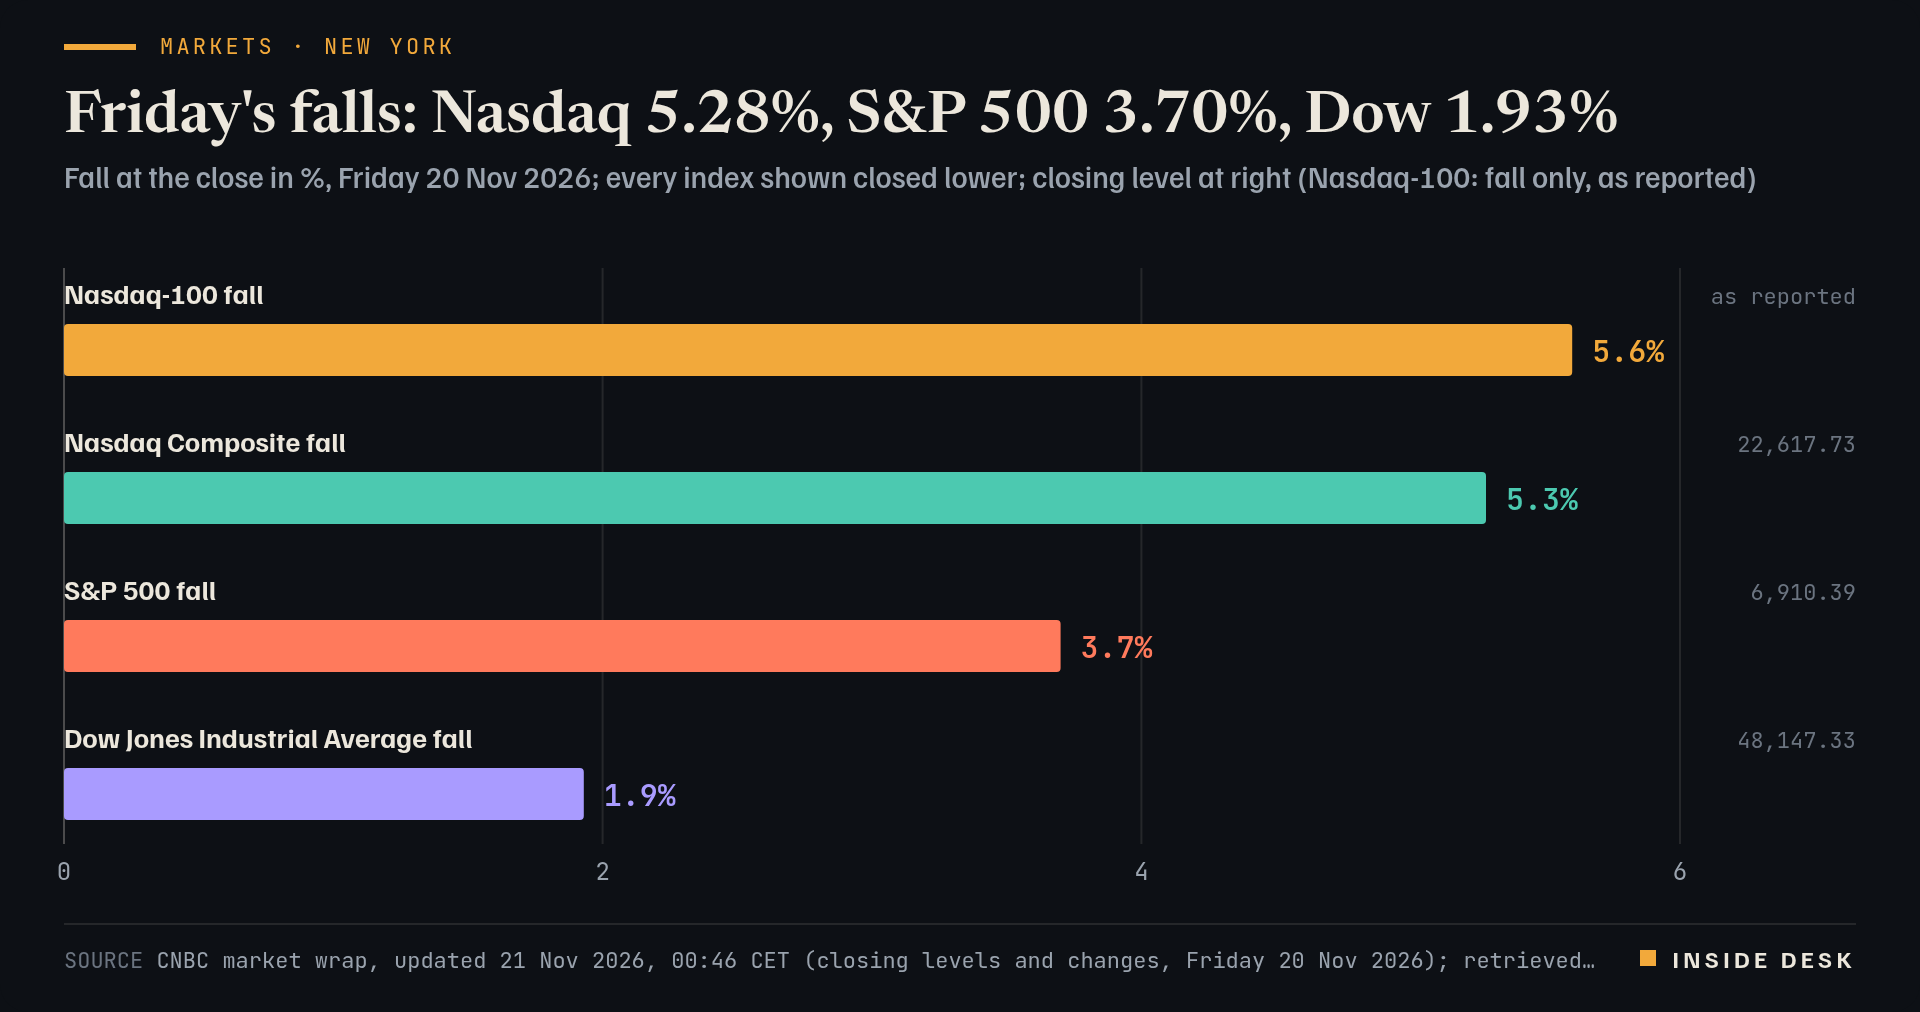 MARKETS · NEW YORK
Friday's falls: Nasdaq 5.28%, S&P 500 3.70%, Dow 1.93%
Fall at the close in %, Friday 20 Nov 2026; every index shown closed lower; closing level at right (Nasdaq-100: fall only, as reported)
Nasdaq-100 fall
as reported
5.6%
Nasdaq Composite fall
22,617.73
5.3%
S&P 500 fall
6,910.39
3.7%
Dow Jones Industrial Average fall
48,147.33
1.9%
0 2 4 6
SOURCE CNBC market wrap, updated 21 Nov 2026, 00:46 CET (closing levels and changes, Friday 20 Nov 2026); retrieved…
INSIDE DESK